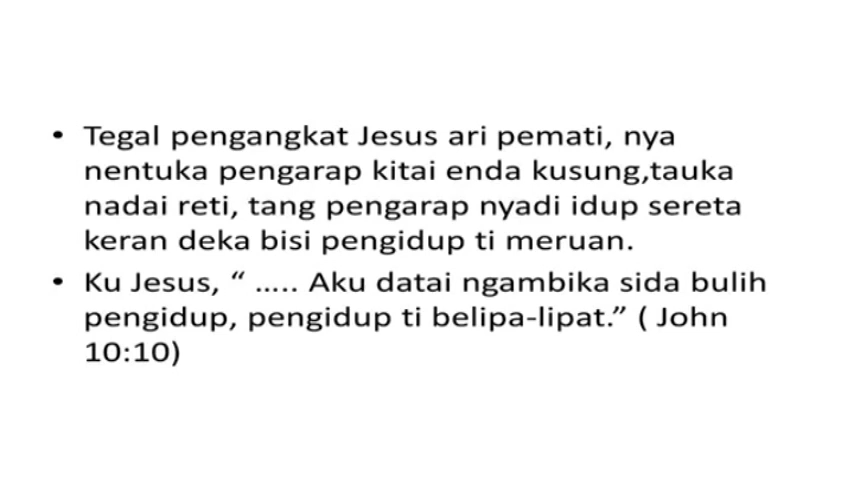 • Tegal pengangkat Jesus ari pemati, nya
nentuka pengarap kitai enda kusung,tauka
nadai reti, tang pengarap nyadi idup sereta
keran deka bisi pengidup ti meruan.
• Ku Jesus, “ ….. Aku datai ngambika sida bulih
pengidup, pengidup ti belipa-lipat.” ( John
10:10)